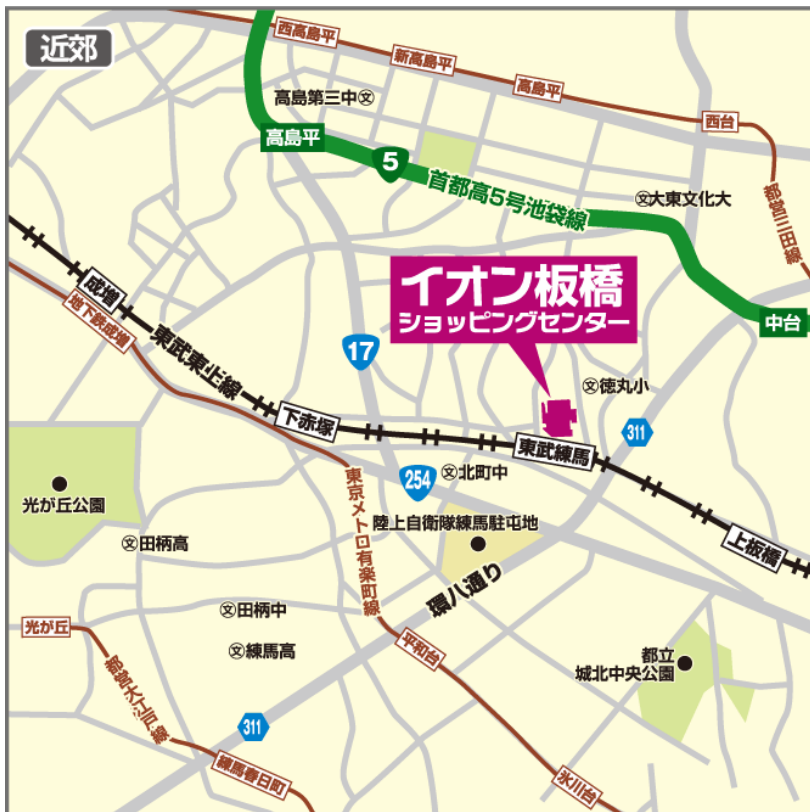 近郊
西高島平
新高島平
高島平
西台
高島第三中
高島平
5
首都高5号池袋線
大東文化大
都営三田線
中台
イオン板橋
ショッピングセンター
成増
地下鉄成増
東武東上線
17
徳丸小
下赤塚
東武練馬
311
254
北町中
光が丘公園
陸上自衛隊練馬駐屯地
上板橋
田柄高
東京メトロ有楽町線
環八通り
田柄中
光が丘
練馬高
平和台
都立
城北中央公園
都営大江戸線
311
練馬春日町
氷川台
文
文
文
文
文
文
文